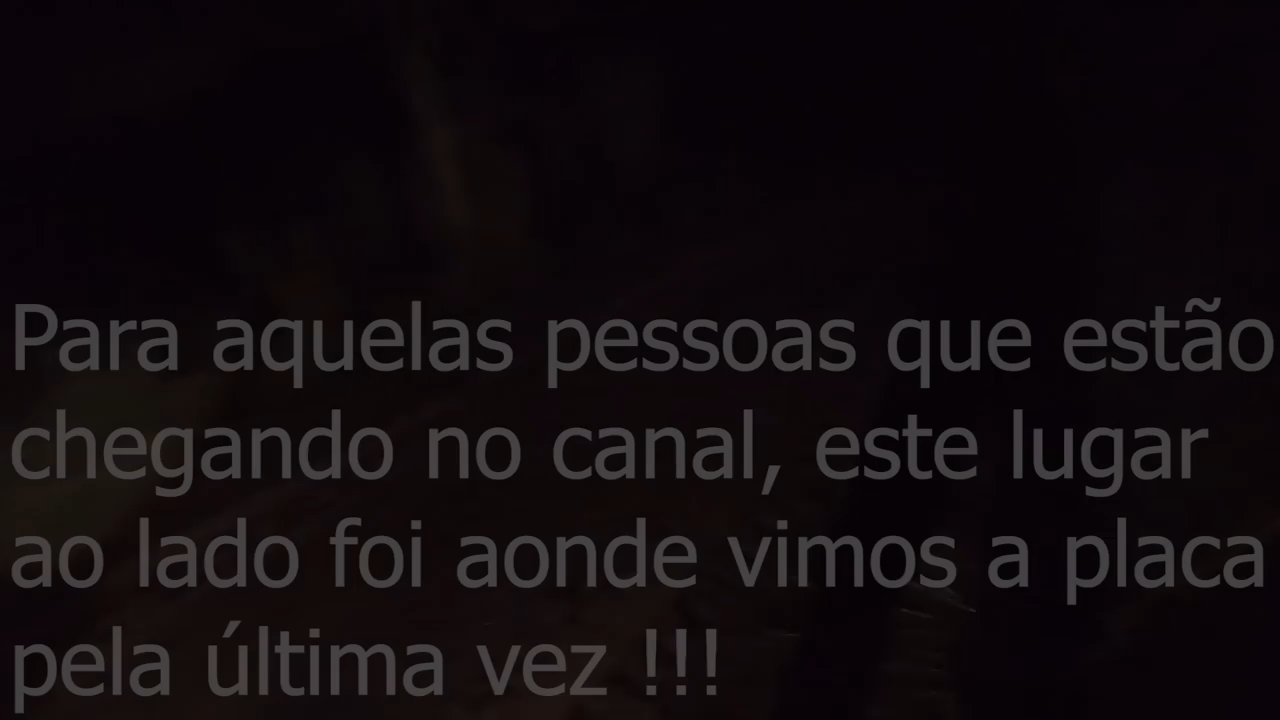 Para aquelas pessoas que estão
chegando no canal, este lugar
ao lado foi aonde vimos a placa
pela última vez !!!